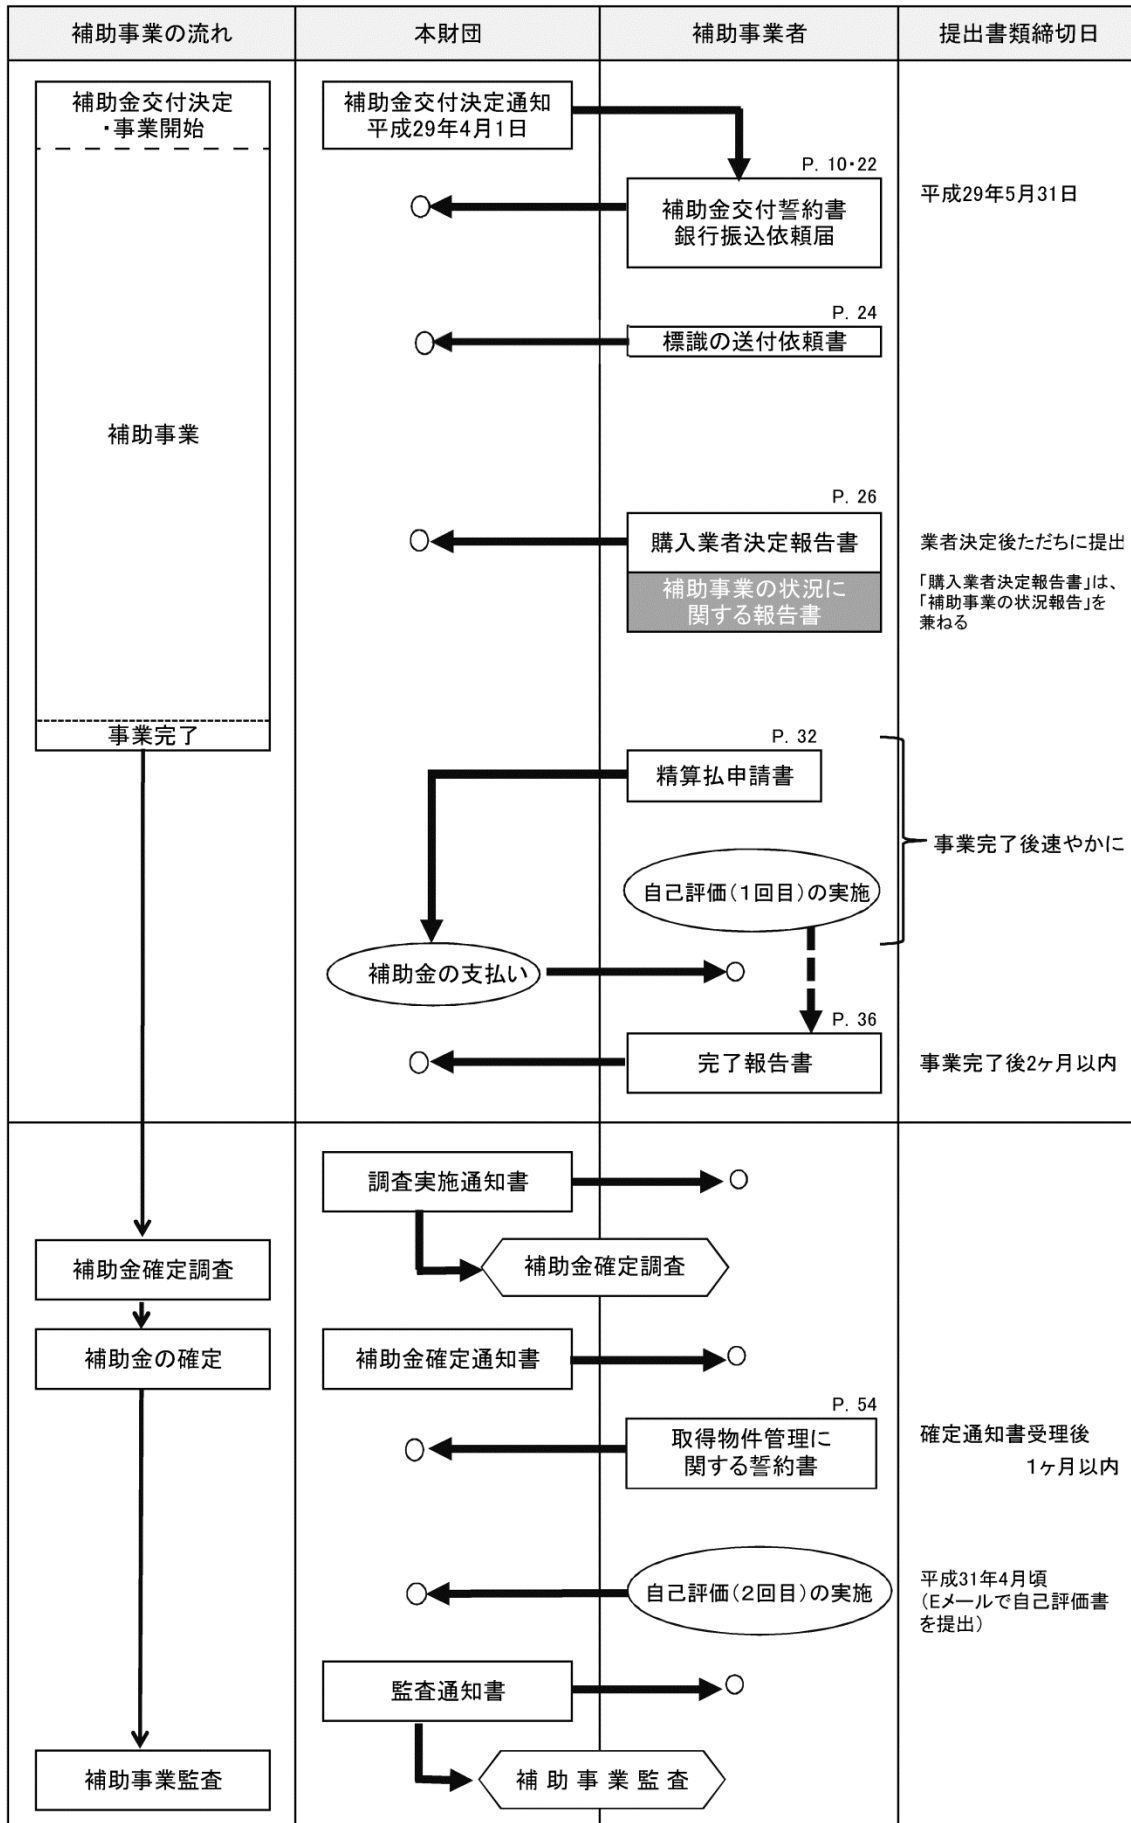 補助事業の流れ
本財団
補助事業者
提出書類締切日
補助金交付決定
・事業開始
補助金交付決定通知
平成29年4月1日
P. 10・22
補助金交付誓約書
銀行振込依頼届
平成29年5月31日
P. 24
標識の送付依頼書
補助事業
P. 26
購入業者決定報告書
業者決定後ただちに提出
補助事業の状況に
関する報告書
「購入業者決定報告書」は、
「補助事業の状況報告」を
兼ねる
事業完了
P. 32
精算払申請書
事業完了後速やかに
自己評価(1回目)の実施
補助金の支払い
P. 36
完了報告書
事業完了後2ヶ月以内
調査実施通知書
補助金確定調査
補助金確定調査
補助金の確定
補助金確定通知書
P. 54
取得物件管理に
関する誓約書
確定通知書受理後
1ヶ月以内
自己評価(2回目)の実施
平成31年4月頃
(Eメールで自己評価書
を提出)
監査通知書
補助事業監査
補助事業監査